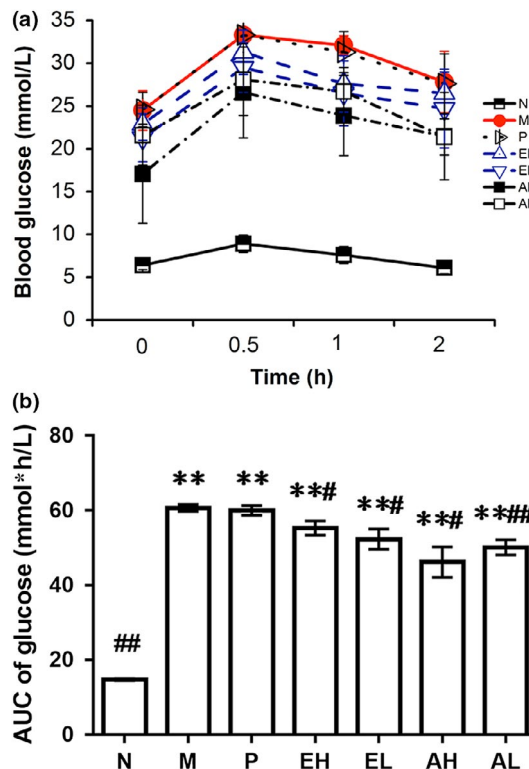 (a)
Blood glucose (mmol/L)
35
30
25
20
15
10
5
0
N
M
P
0 0.5 1 2
Time (h)
(b)
AUC of glucose (mmol*h/L)
80
60
40
20
0
## ** ** **# **# **# **##
N M P EH EL AH AL